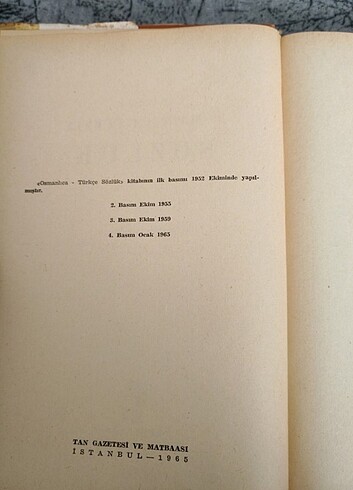 «Osmanlıca - Türkçe Sözlük» kitabının ilk basımı 1952 Ekiminde yapıl-
mıştır.
2. Basım Ekim 1955
3. Basım Ekim 1959
4. Basım Ocak 1965
TAN GAZETESİ VE MATBAASI
İSTANBUL — 1965